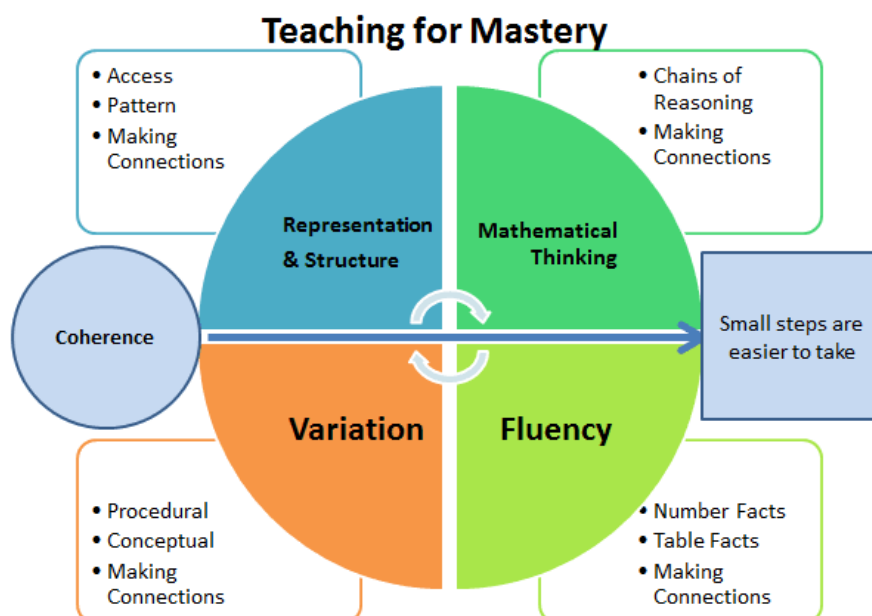 Teaching for Mastery
• Access
• Pattern
• Making
Connections
• Chains of
Reasoning
• Making
Connections
Representation
& Structure
Mathematical
Thinking
Coherence
Small steps are
easier to take
Variation
Fluency
• Procedural
• Conceptual
• Making
Connections
• Number Facts
• Table Facts
• Making
Connections